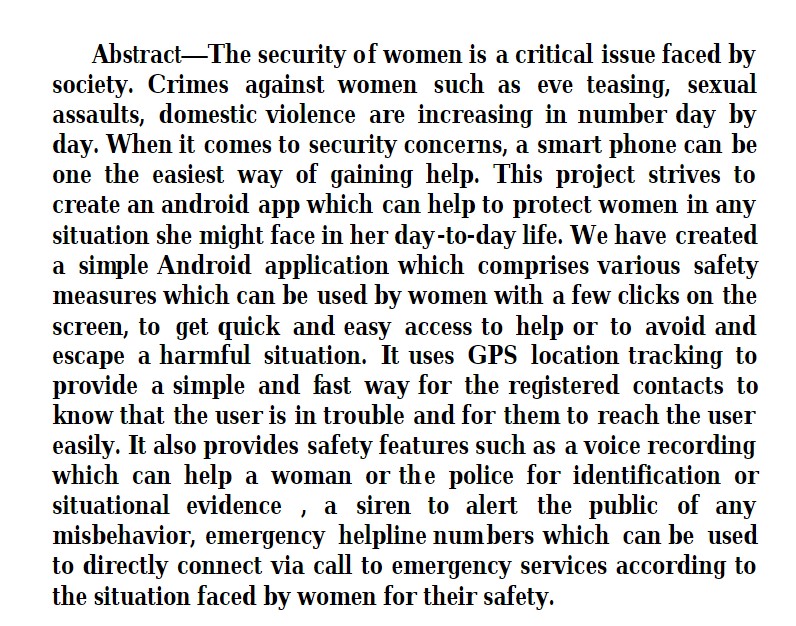 Abstract—The security of women is a critical issue faced by
society. Crimes against women such as eve teasing, sexual
assaults, domestic violence are increasing in number day by
day. When it comes to security concerns, a smart phone can be
one the easiest way of gaining help. This project strives to
create an android app which can help to protect women in any
situation she might face in her day-to-day life. We have created
a simple Android application which comprises various safety
measures which can be used by women with a few clicks on the
screen, to get quick and easy access to help or to avoid and
escape a harmful situation. It uses GPS location tracking to
provide a simple and fast way for the registered contacts to
know that the user is in trouble and for them to reach the user
easily. It also provides safety features such as a voice recording
which can help a woman or the police for identification or
situational evidence , a siren to alert the public of any
misbehavior, emergency helpline numbers which can be used
to directly connect via call to emergency services according to
the situation faced by women for their safety.